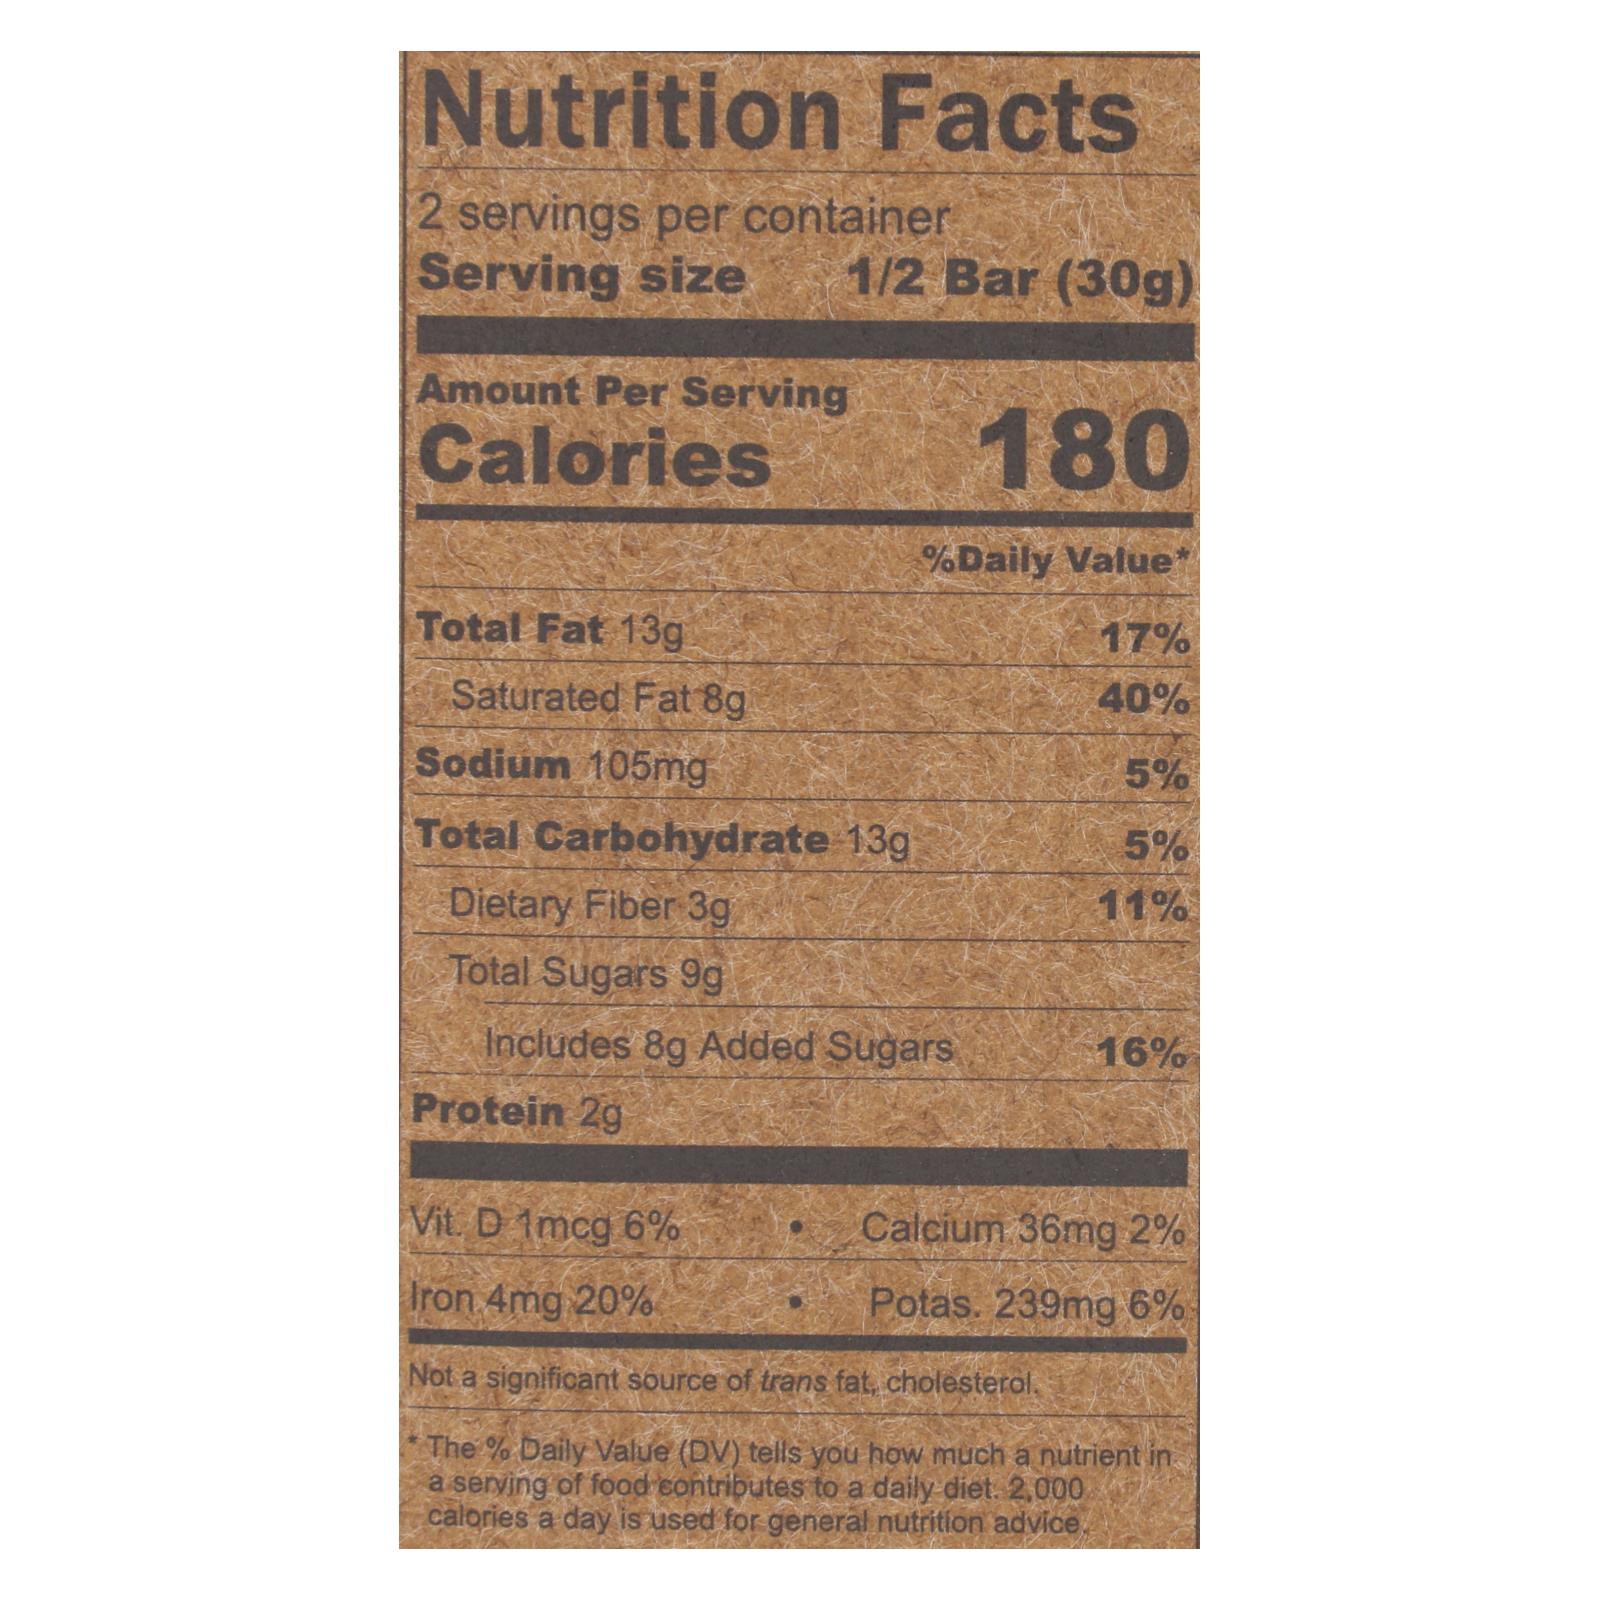 Nutrition Facts
2 servings per container
Serving size 1/2 Bar (30g)
Amount Per Serving
Calories 180
%Daily Value*
Total Fat 13g 17%
Saturated Fat 8g 40%
Sodium 105mg 5%
Total Carbohydrate 13g 5%
Dietary Fiber 3g 11%
Total Sugars 9g
Includes 8g Added Sugars 16%
Protein 2g
Vit. D 1mcg 6% • Calcium 36mg 2%
Iron 4mg 20% • Potas. 239mg 6%
Not a significant source of trans fat, cholesterol.
* The % Daily Value (DV) tells you how much a nutrient in
a serving of food contributes to a daily diet. 2,000
calories a day is used for general nutrition advice.